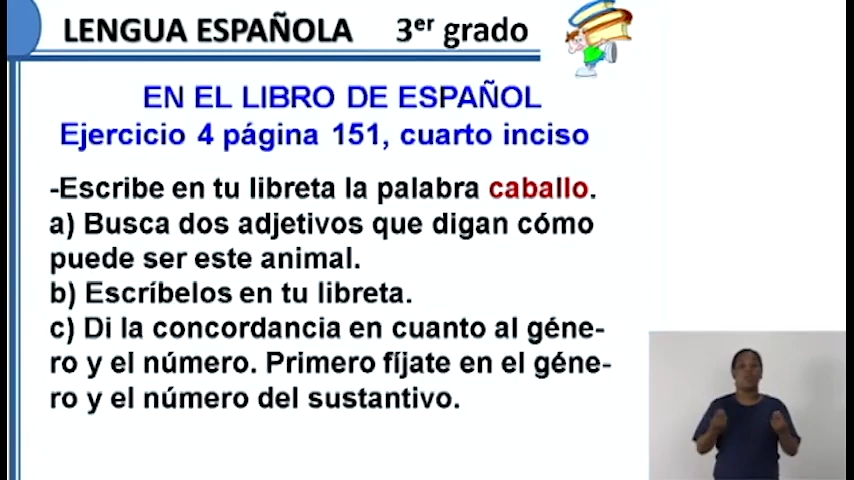 LENGUA ESPAÑOLA 3er grado
EN EL LIBRO DE ESPAÑOL
Ejercicio 4 página 151, cuarto inciso
-Escribe en tu libreta la palabra caballo.
a) Busca dos adjetivos que digan cómo
puede ser este animal.
b) Escríbelos en tu libreta.
c) Di la concordancia en cuanto al géne-
ro y el número. Primero fíjate en el géne-
ro y el número del sustantivo.